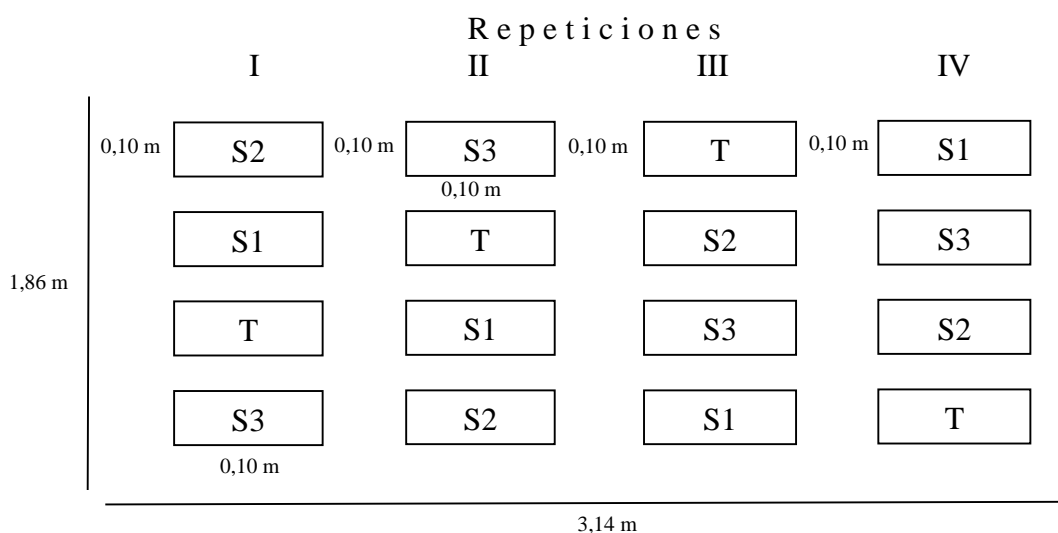 Repeticiones
I II III IV
0,10 m S2 0,10 m S3 0,10 m T 0,10 m S1
0,10 m
S1 T S2 S3
1,86 m
T S1 S3 S2
S3 S2 S1 T
0,10 m
3,14 m